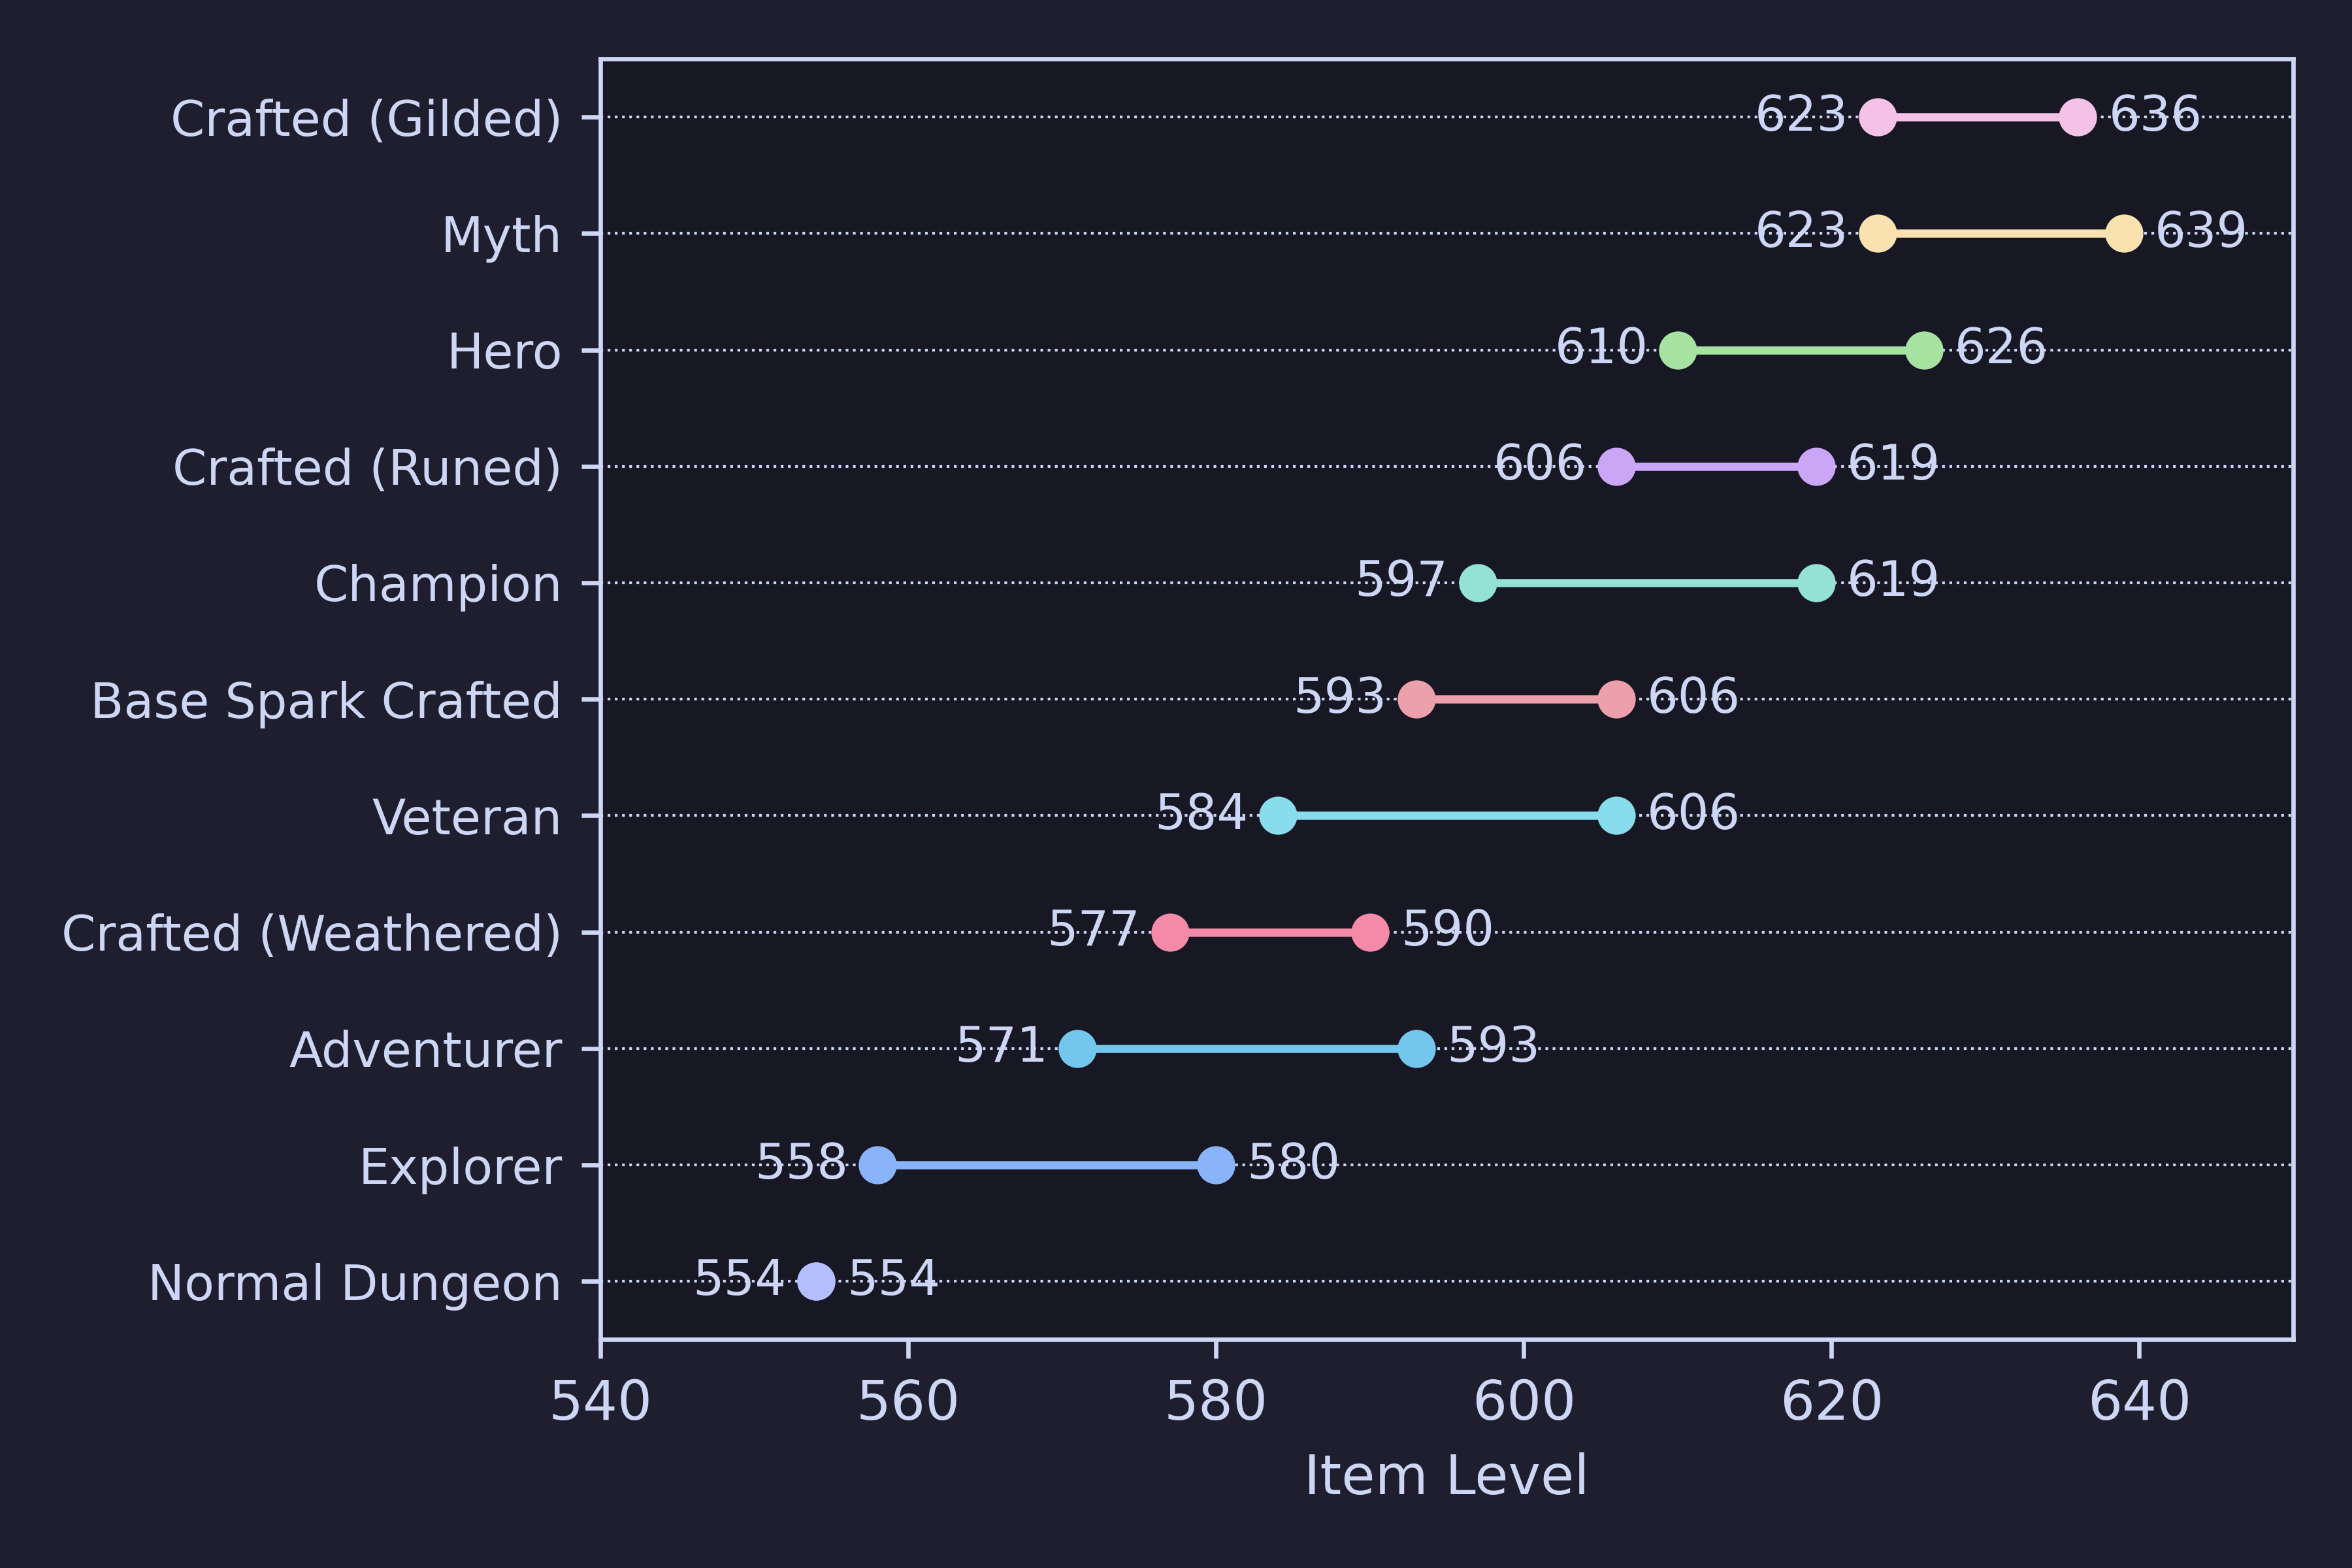 Crafted (Gilded) 623 636
Myth 623 639
Hero 610 626
Crafted (Runed) 606 619
Champion 597 619
Base Spark Crafted 593 606
Veteran 584 606
Crafted (Weathered) 577 590
Adventurer 571 593
Explorer 558 580
Normal Dungeon 554 554
540 560 580 600 620 640
Item Level